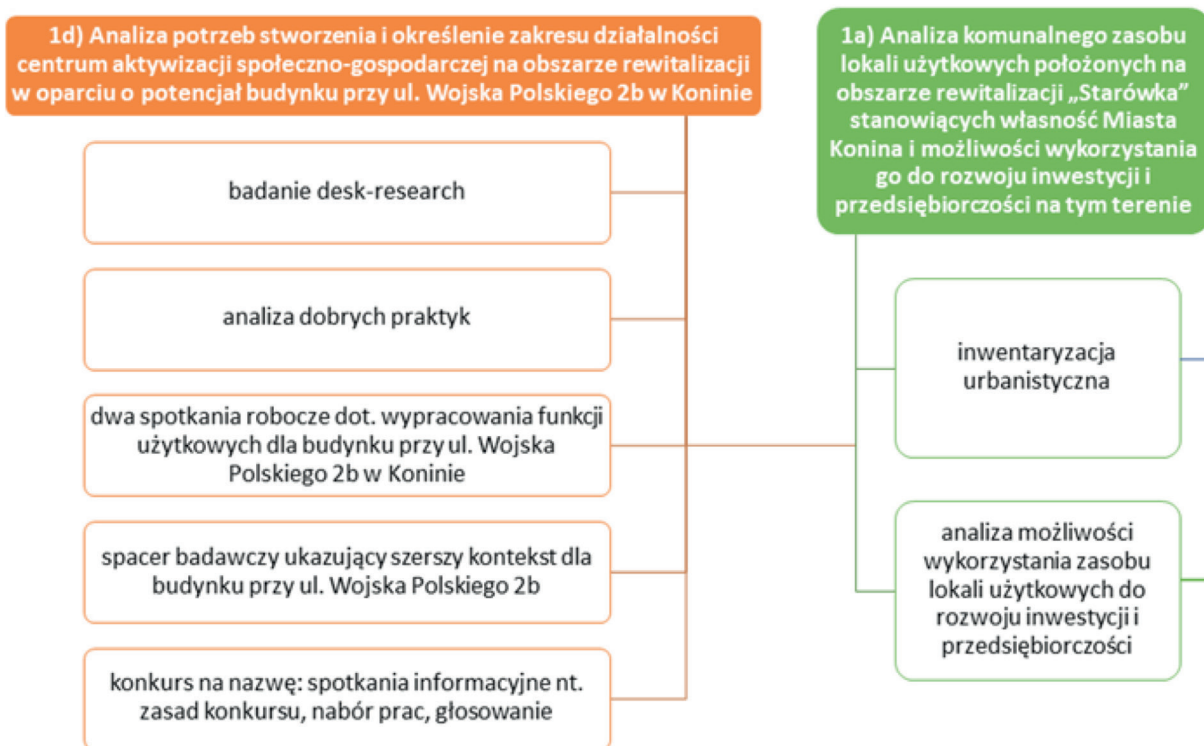 1d) Analiza potrzeb stworzenia i określenie zakresu działalności
centrum aktywizacji społeczno-gospodarczej na obszarze rewitalizacji
w oparciu o potencjał budynku przy ul. Wojska Polskiego 2b w Koninie
badanie desk-research
analiza dobrych praktyk
dwa spotkania robocze dot. wypracowania funkcji
użytkowych dla budynku przy ul. Wojska
Polskiego 2b w Koninie
spacer badawczy ukazujący szerszy kontekst dla
budynku przy ul. Wojska Polskiego 2b
konkurs na nazwę: spotkania informacyjne nt.
zasad konkursu, nabór prac, głosowanie
1a) Analiza komunalnego zasobu
lokali użytkowych położonych na
obszarze rewitalizacji „Starówka”
stanowiących własność Miasta
Konina i możliwości wykorzystania
go do rozwoju inwestycji i
przedsiębiorczości na tym terenie
inwentaryzacja
urbanistyczna
analiza możliwości
wykorzystania zasobu
lokali użytkowych do
rozwoju inwestycji i
przedsiębiorczości